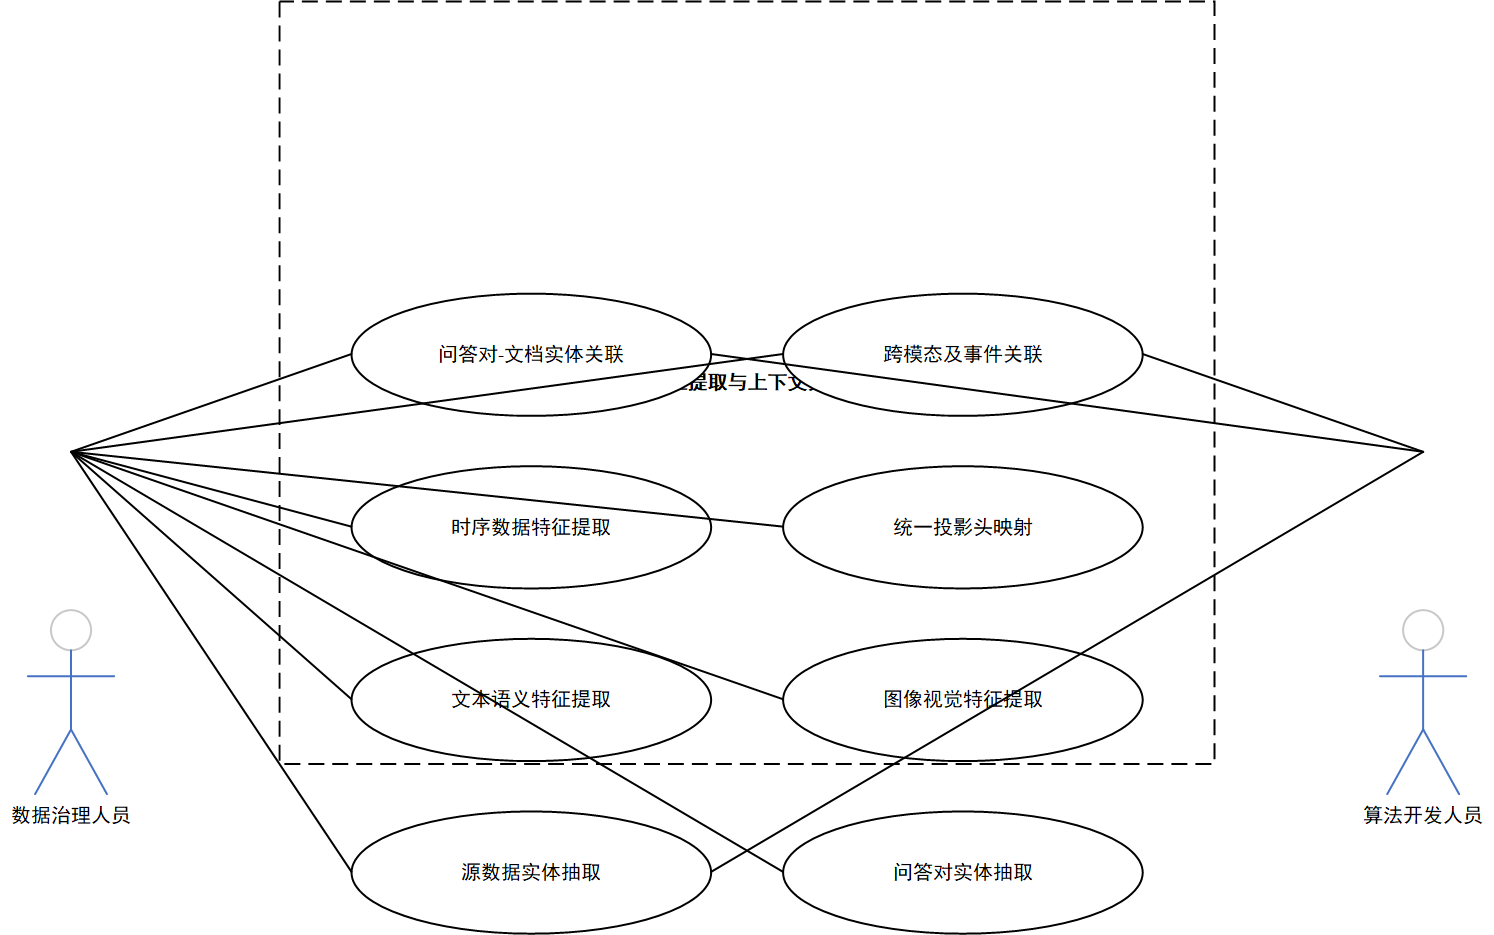 问答对-文档实体关联
跨模态及事件关联
提取与上下文
时序数据特征提取
统一投影头映射
文本语义特征提取
图像视觉特征提取
数据治理人员
算法开发人员
源数据实体抽取
问答对实体抽取